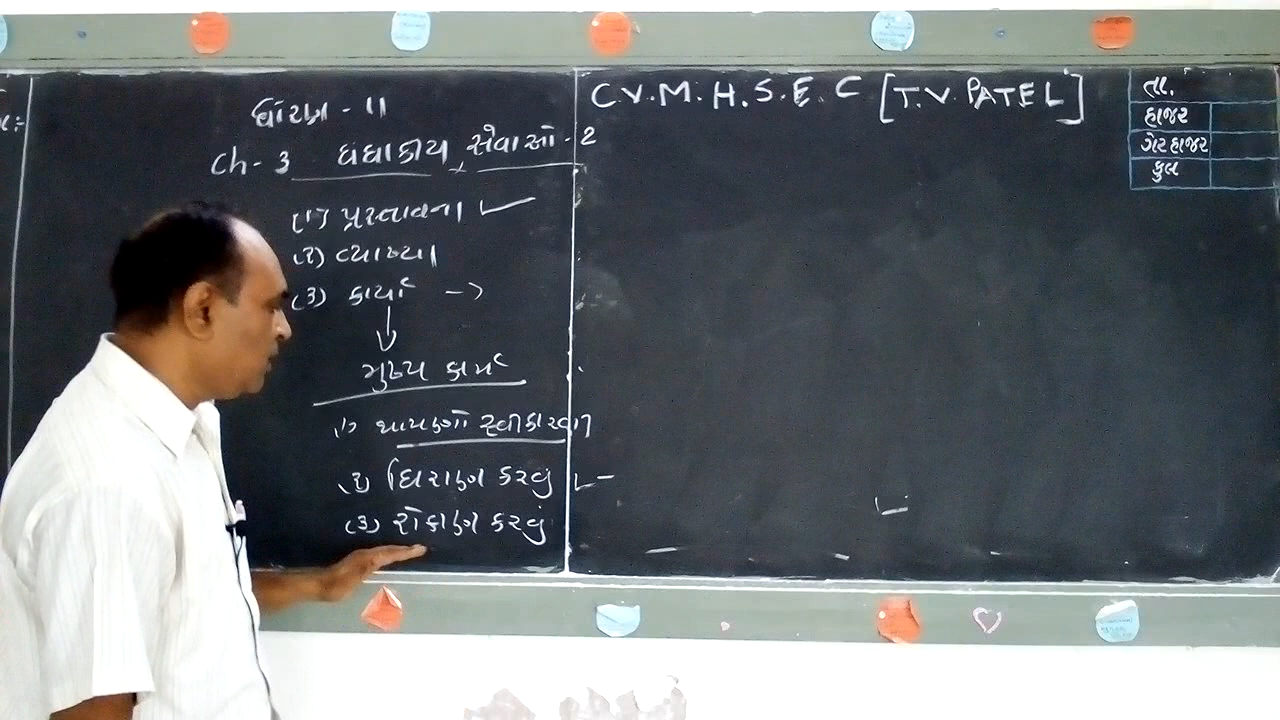 ધોરણ - 11
Ch - 3 ધંધાકીય સેવાઓ - 2
(1) પ્રસ્તાવના
(2) વ્યાખ્યા
(3) કાર્યો
મુખ્ય કાર્યો
(1) થાપણો સ્વીકારવી
(2) ધિરાણ કરવું
(3) રોકાણ કરવું
C.V.M.H.S.E.C [T.V. PATEL]
તા.
હાજર
ગેરહાજર
કુલ